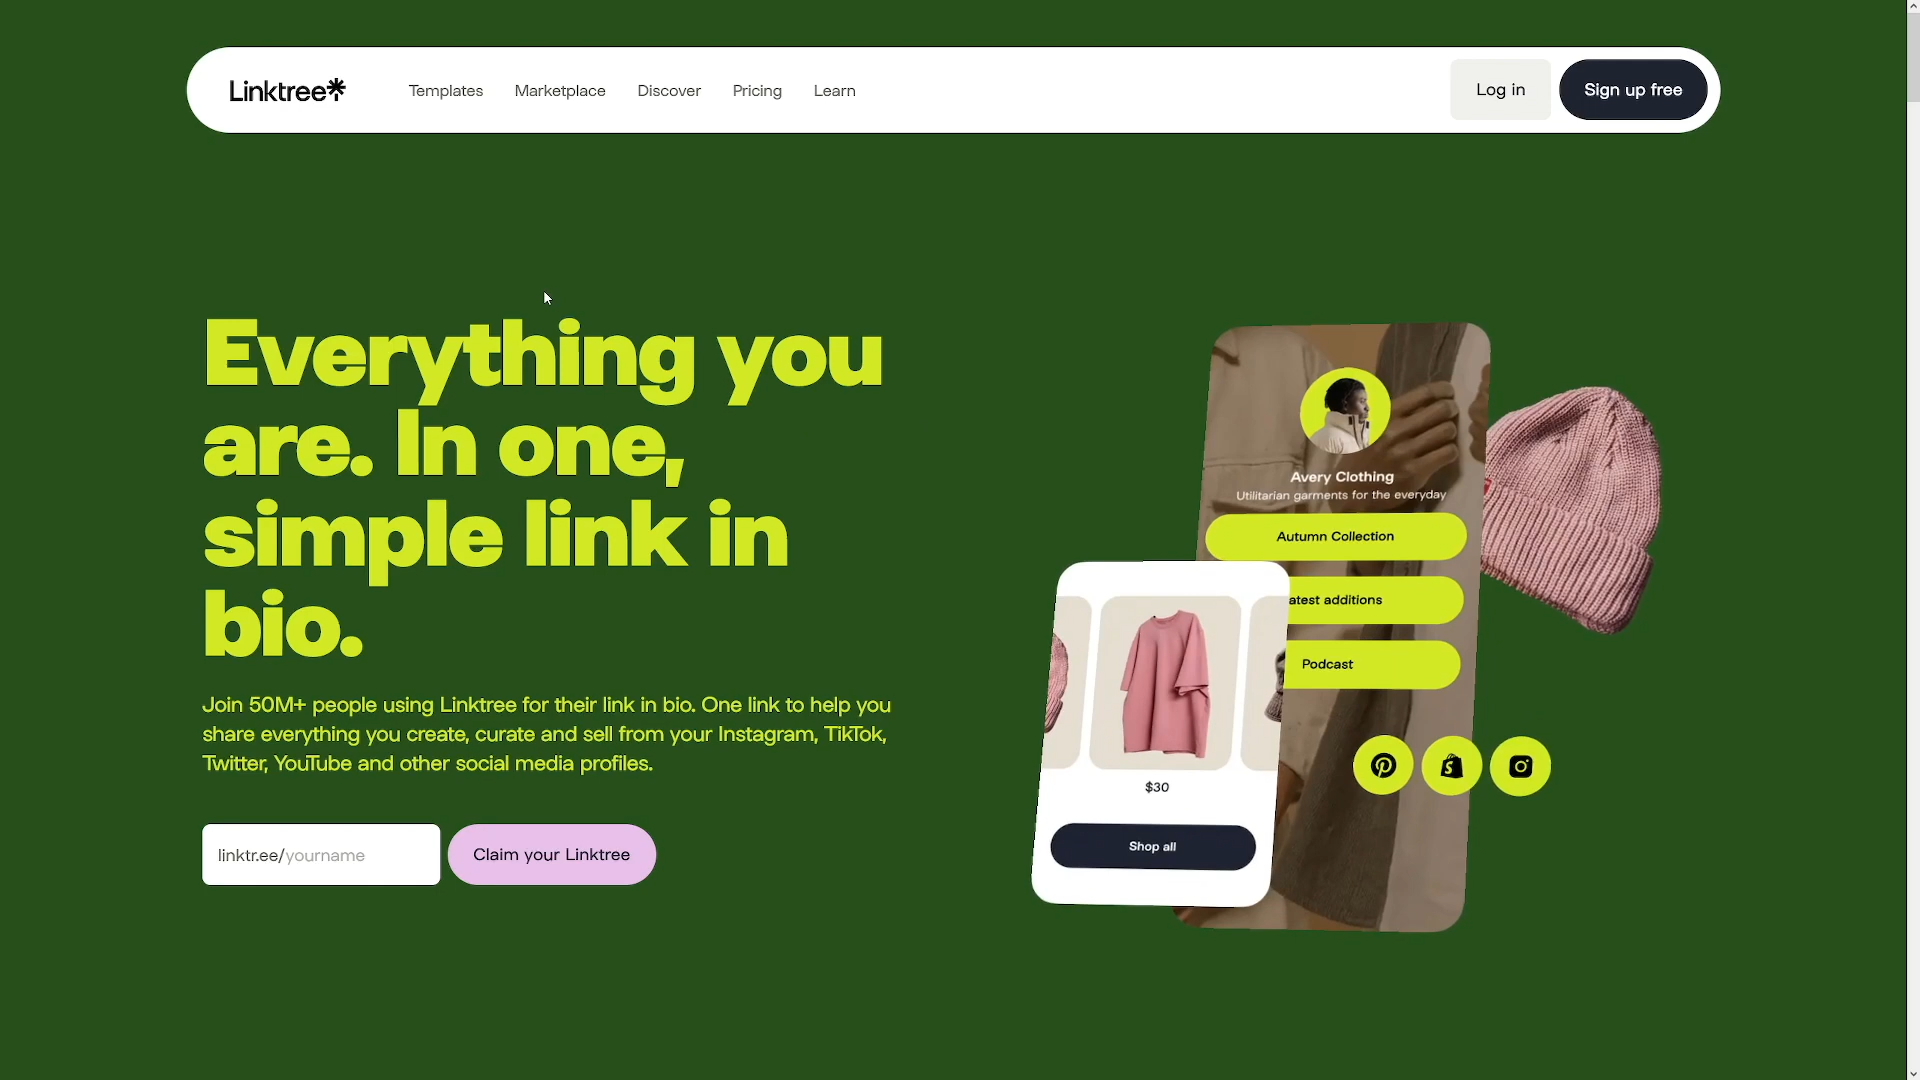 Linktree*
Templates
Marketplace
Discover
Pricing
Learn
Log in
Sign up free
Everything you
are. In one,
simple link in
bio.
Join 50M+ people using Linktree for their link in bio. One link to help you
share everything you create, curate and sell from your Instagram, TikTok,
Twitter, YouTube and other social media profiles.
linktr.ee/yourname
Claim your Linktree
Avery Clothing
Utilitarian garments for the everyday
Autumn Collection
atest additions
Podcast
$30
Shop all